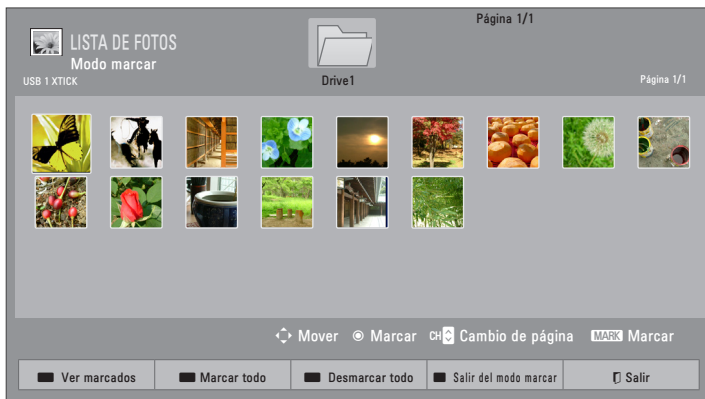 Página 1/1
LISTA DE FOTOS
Modo marcar
USB 1 XTICK
Drive1
Página 1/1
Mover Marcar CH Cambio de página MARK Marcar
Ver marcados Marcar todo Desmarcar todo Salir del modo marcar Salir